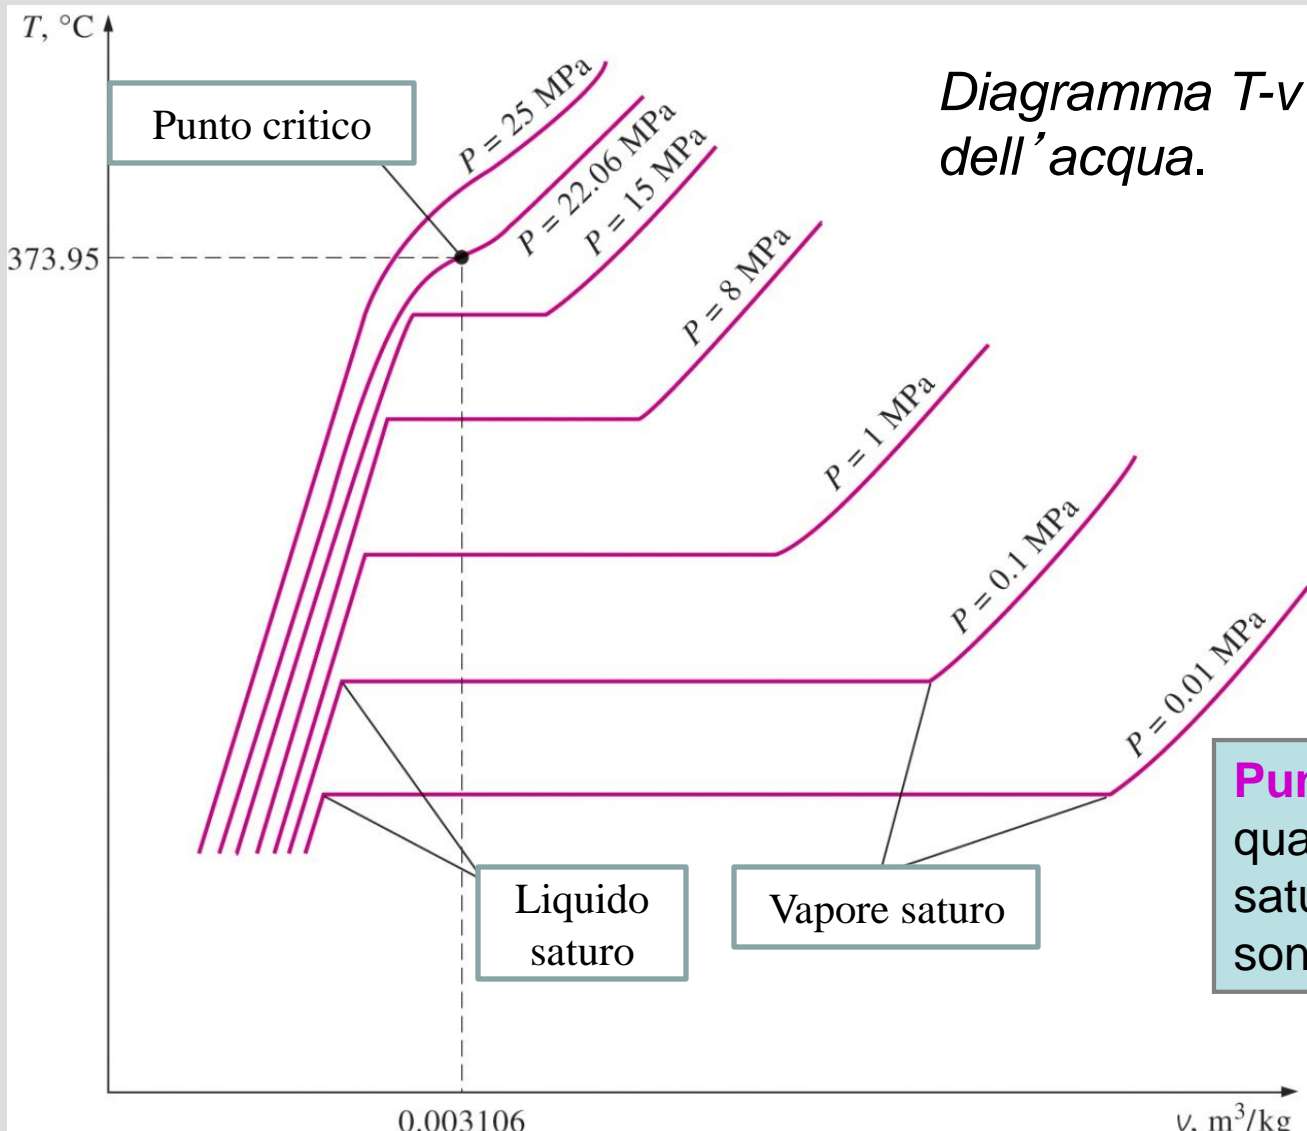 T, °C
Punto critico
P = 25 MPa
P = 22.06 MPa
P = 15 MPa
Diagramma T-v
dell’acqua.
373.95
P = 8 MPa
P = 1 MPa
P = 0.1 MPa
P = 0.01 MPa
Liquido
saturo
Vapore saturo
0.003106
v, m³/kg